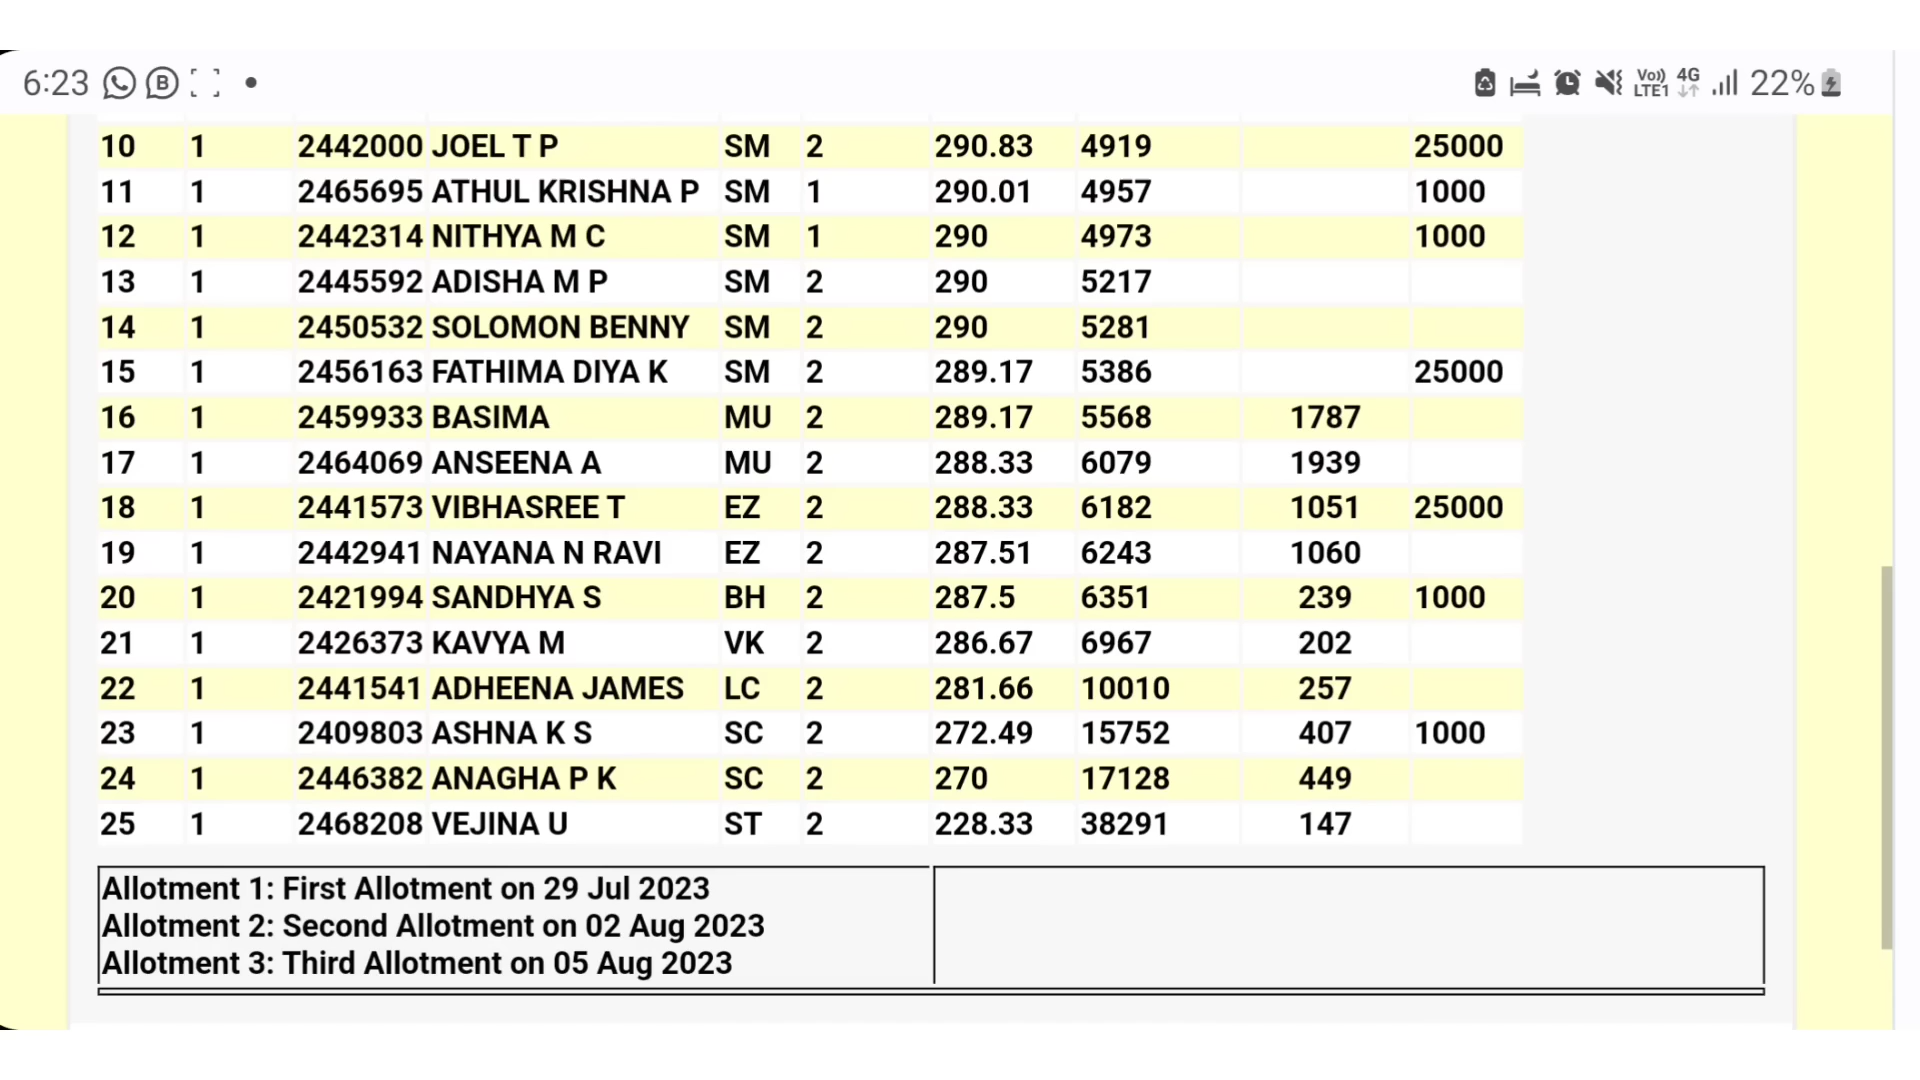 6:23 B Vo)) LTE1 4G 22%
10 1 2442000 JOEL T P SM 2 290.83 4919 25000
11 1 2465695 ATHUL KRISHNA P SM 1 290.01 4957 1000
12 1 2442314 NITHYA M C SM 1 290 4973 1000
13 1 2445592 ADISHA M P SM 2 290 5217
14 1 2450532 SOLOMON BENNY SM 2 290 5281
15 1 2456163 FATHIMA DIYA K SM 2 289.17 5386 25000
16 1 2459933 BASIMA MU 2 289.17 5568 1787
17 1 2464069 ANSEENA A MU 2 288.33 6079 1939
18 1 2441573 VIBHASREE T EZ 2 288.33 6182 1051 25000
19 1 2442941 NAYANA N RAVI EZ 2 287.51 6243 1060
20 1 2421994 SANDHYA S BH 2 287.5 6351 239 1000
21 1 2426373 KAVYA M VK 2 286.67 6967 202
22 1 2441541 ADHEENA JAMES LC 2 281.66 10010 257
23 1 2409803 ASHNA K S SC 2 272.49 15752 407 1000
24 1 2446382 ANAGHA P K SC 2 270 17128 449
25 1 2468208 VEJINA U ST 2 228.33 38291 147
Allotment 1: First Allotment on 29 Jul 2023
Allotment 2: Second Allotment on 02 Aug 2023
Allotment 3: Third Allotment on 05 Aug 2023